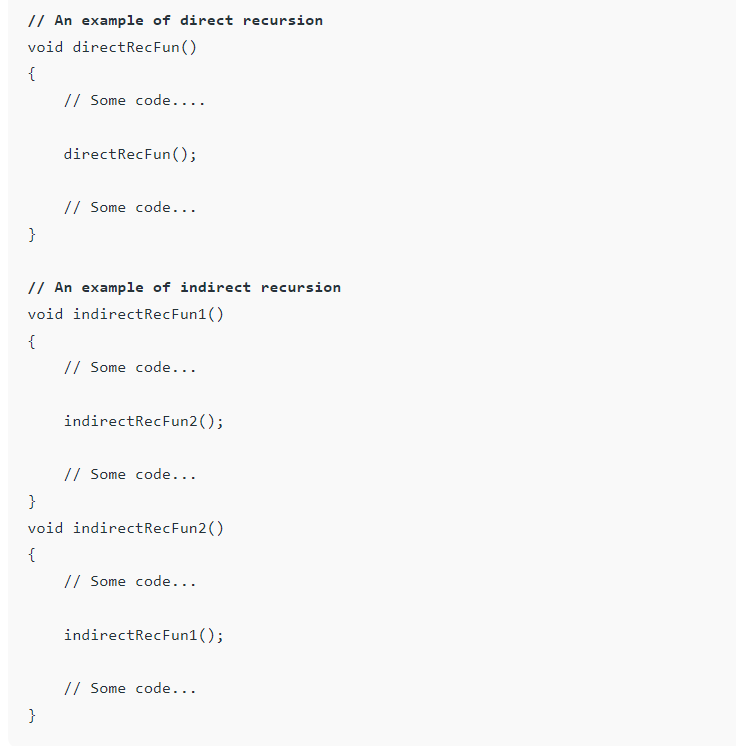 // An example of direct recursion
void directRecFun()
{
    // Some code....
    directRecFun();
    // Some code...
}
// An example of indirect recursion
void indirectRecFun1()
{
    // Some code...
    indirectRecFun2();
    // Some code...
}
void indirectRecFun2()
{
    // Some code...
    indirectRecFun1();
    // Some code...
}